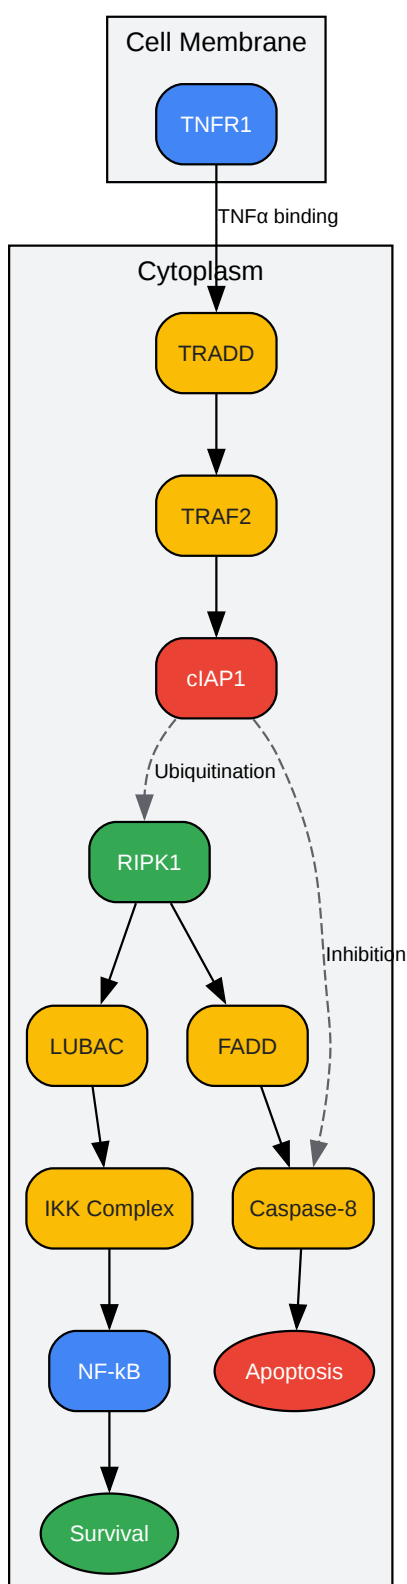 Cell Membrane
TNFR1
TNFα binding
Cytoplasm
TRADD
TRAF2
cIAP1
Ubiquitination
RIPK1
Inhibition
LUBAC
FADD
IKK Complex
Caspase-8
NF-kB
Apoptosis
Survival